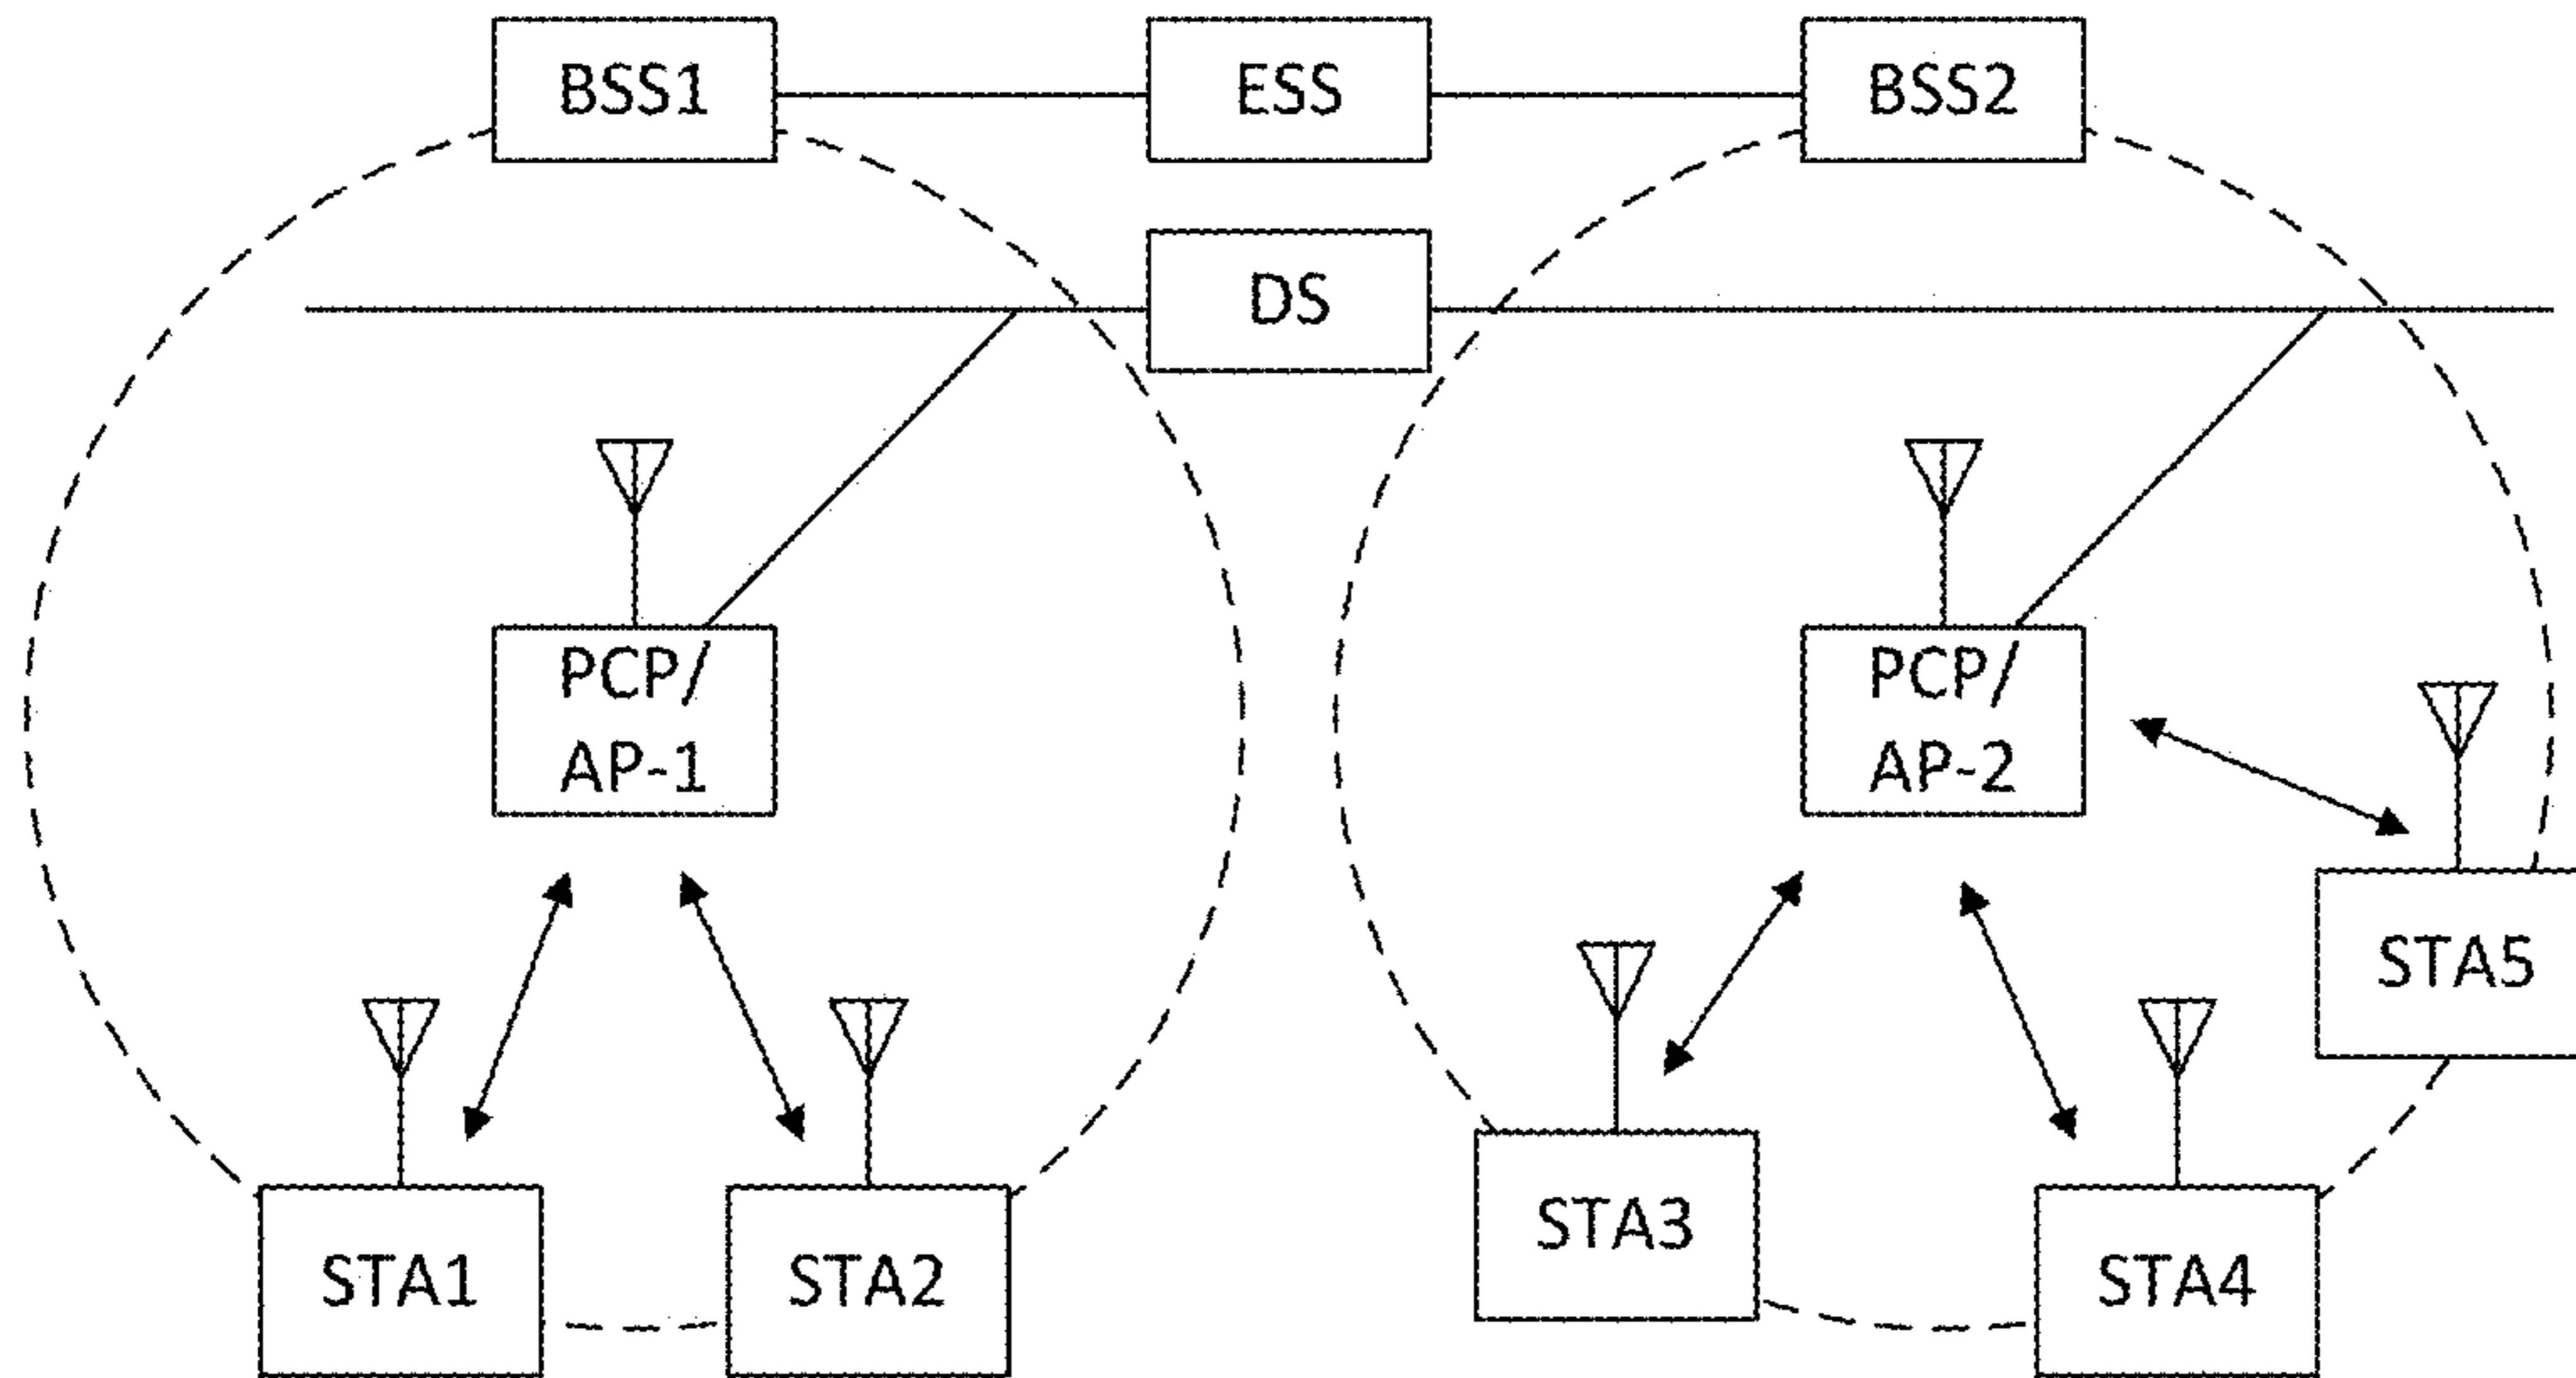 BSS1
ESS
BSS2
DS
PCP/
AP-1
PCP/
AP-2
STA5
STA3
STA4
STA1
STA2